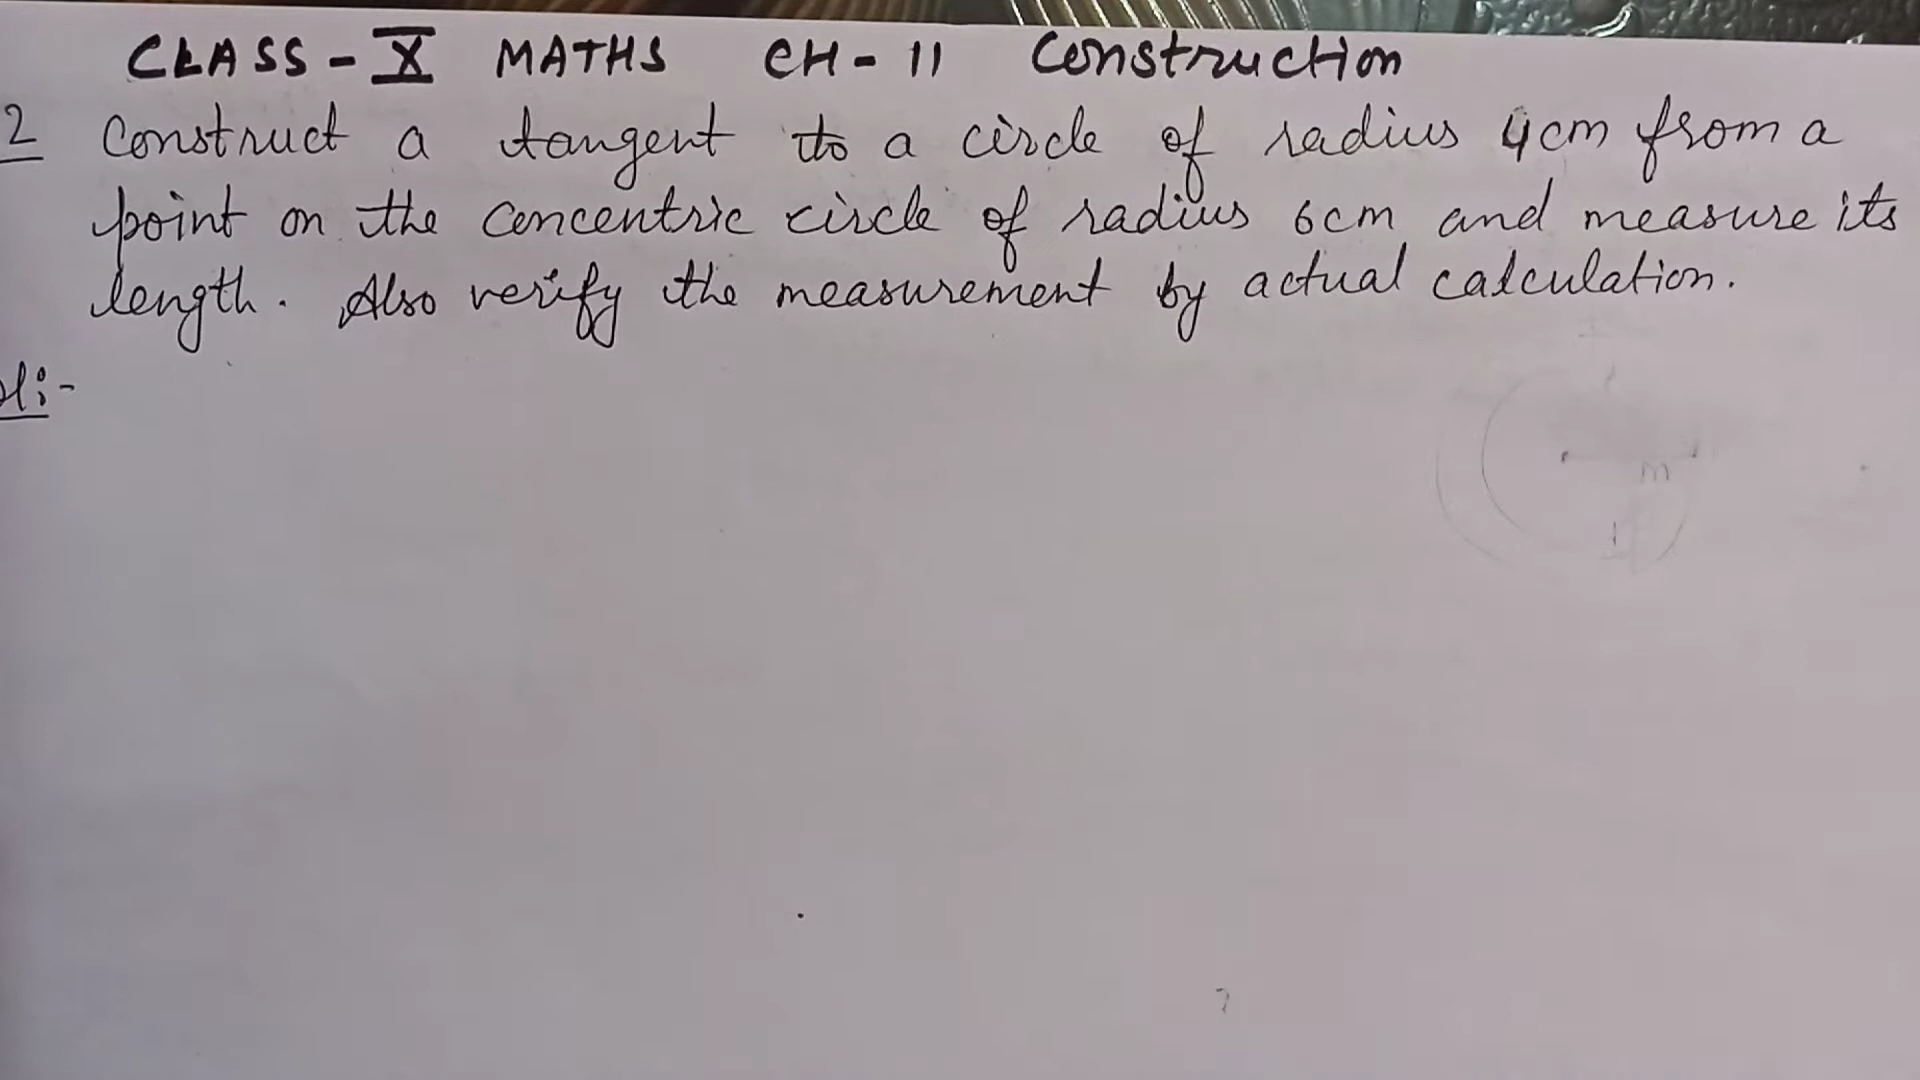 CLASS - X MATHS CH - 11 Construction
2 Construct a tangent to a circle of radius 4cm from a
point on the concentric circle of radius 6cm and measure its
length. Also verify the measurement by actual calculation.
ol:-
m